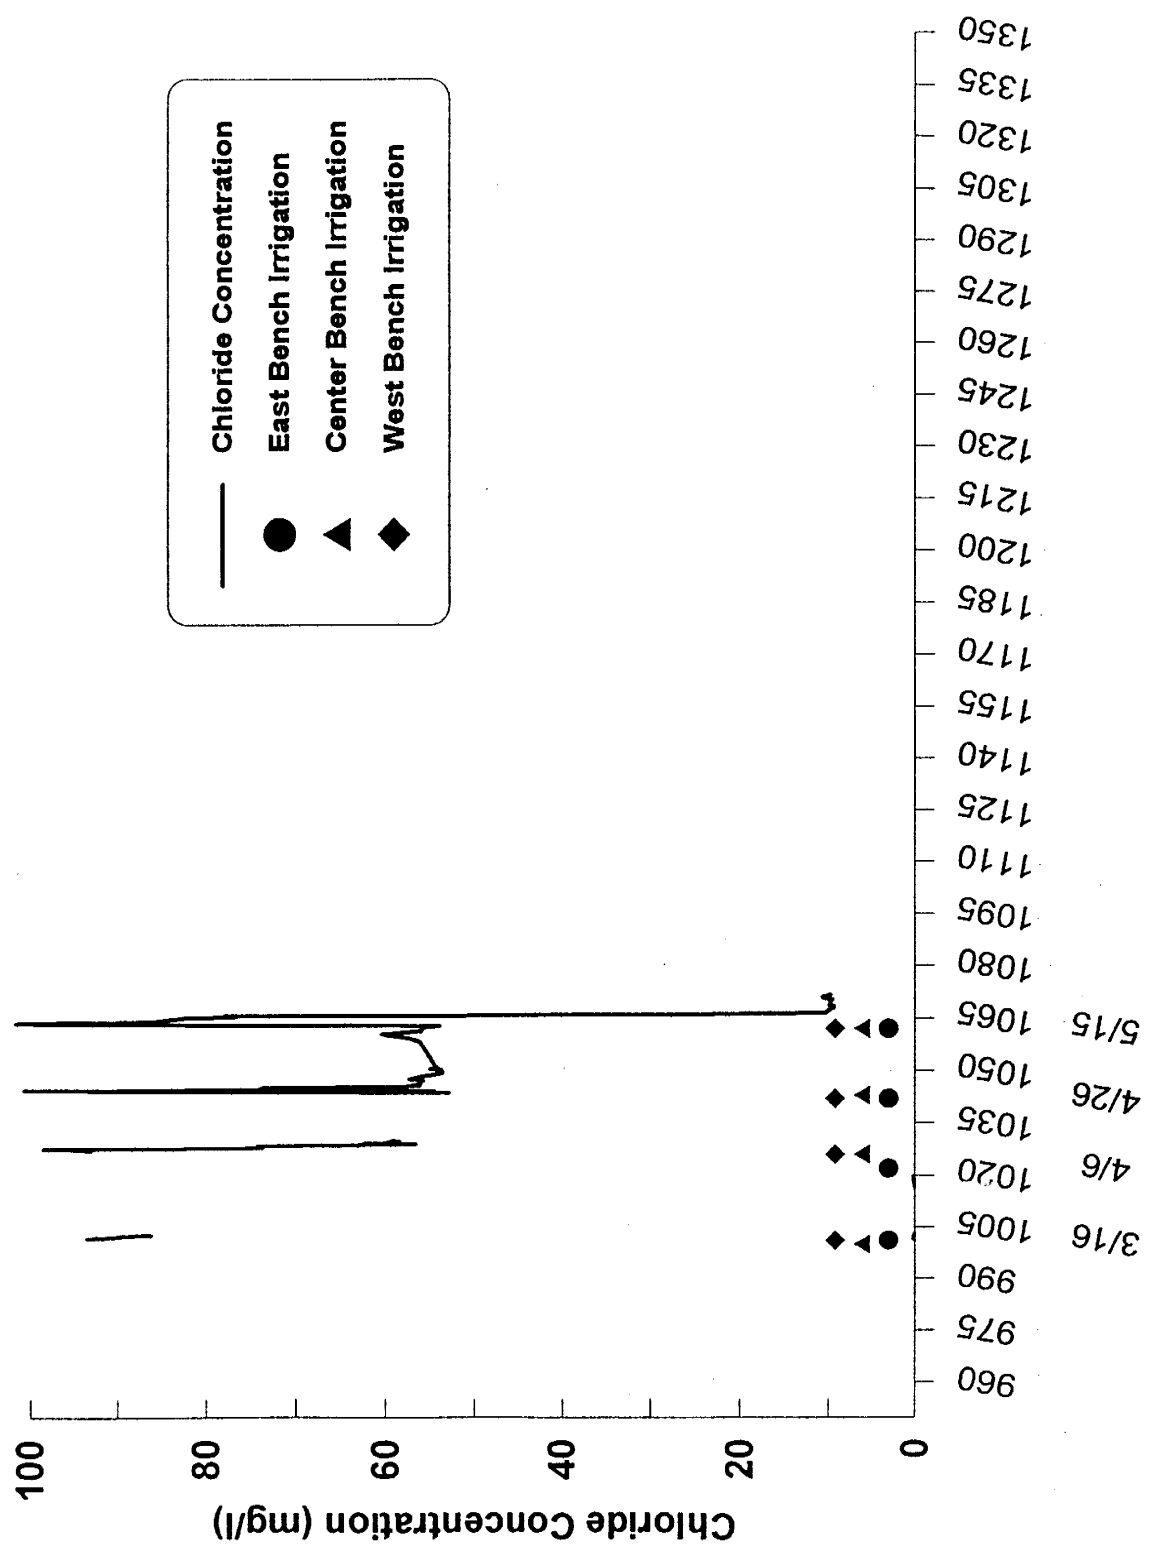 Chloride Concentration (mg/l)
100
80
60
40
20
0
Chloride Concentration
East Bench Irrigation
Center Bench Irrigation
West Bench Irrigation
960 975 990 1005 1020 1035 1050 1065 1080 1095 1110 1125 1140 1155 1170 1185 1200 1215 1230 1245 1260 1275 1290 1305 1320 1335 1350
3/16 4/6 4/26 5/15